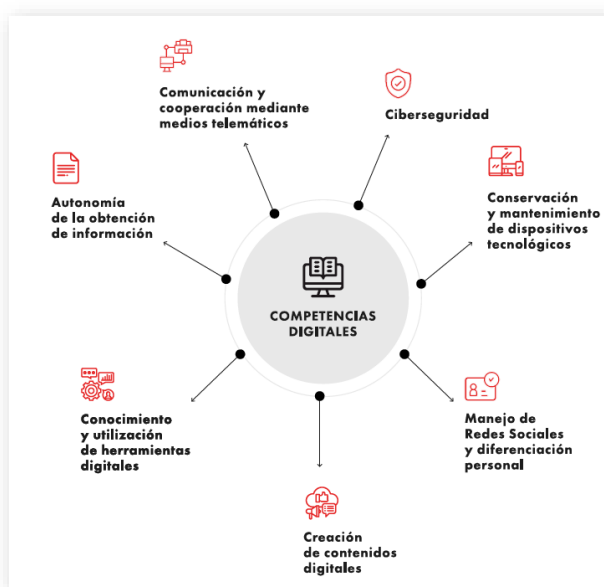 Comunicación y
cooperación mediante
medios telemáticos
Ciberseguridad
Autonomía
de la obtención
de información
Conservación
y mantenimiento
de dispositivos
tecnológicos
COMPETENCIAS
DIGITALES
Conocimiento
y utilización
de herramientas
digitales
Manejo de
Redes Sociales
y diferenciación
personal
Creación
de contenidos
digitales